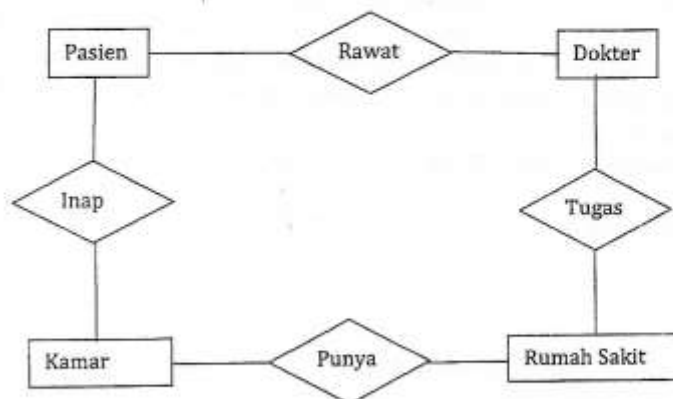 Pasien
Rawat
Dokter
Inap
Tugas
Kamar
Punya
Rumah Sakit